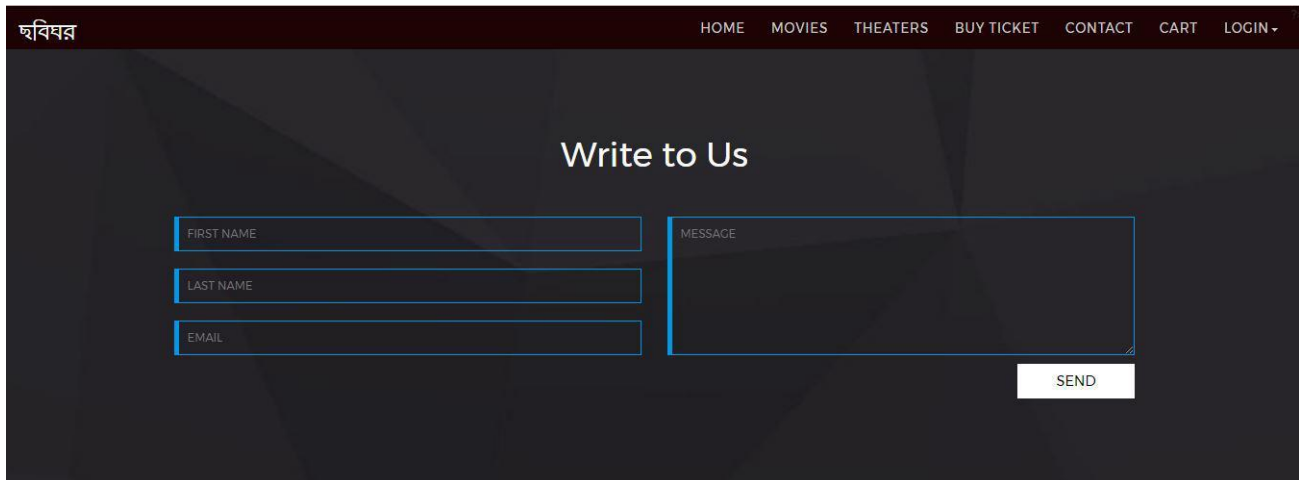 ছবিঘর HOME MOVIES THEATERS BUY TICKET CONTACT CART LOGIN
Write to Us
FIRST NAME
LAST NAME
EMAIL
MESSAGE
SEND